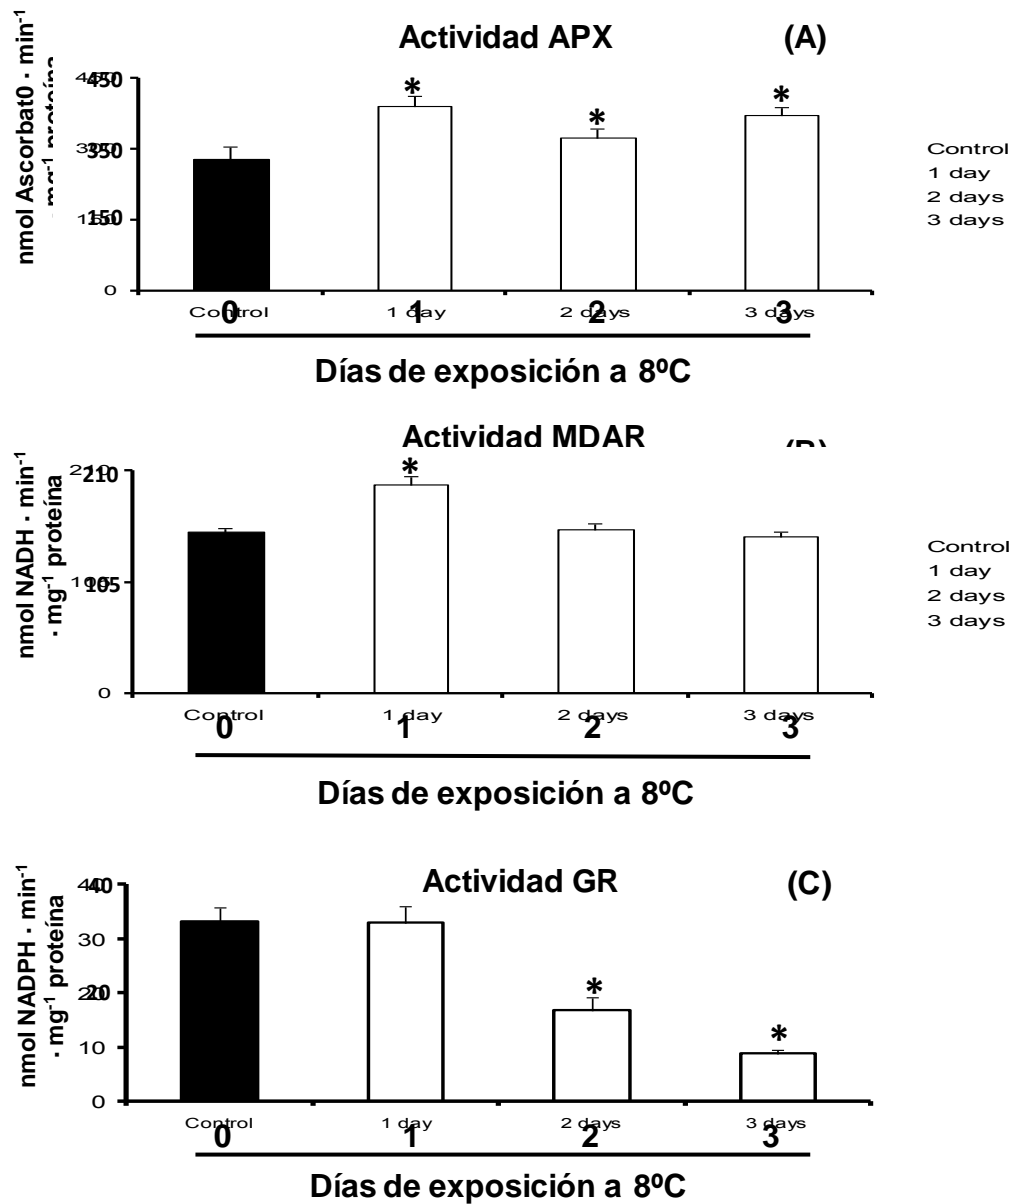 Actividad APX
(A)
nmol Ascorbat0 · min-1
· mg-1 proteína
450
350
300
150
0
Control
1 day
2 days
3 days
0
1
2
3
Días de exposición a 8ºC
Control
1 day
2 days
3 days
Actividad MDAR
nmol NADH · min-1
· mg-1 proteína
210
105
0
Control
1 day
2 days
3 days
0
1
2
3
Días de exposición a 8ºC
Control
1 day
2 days
3 days
Actividad GR
(C)
nmol NADPH · min-1
· mg-1 proteína
40
30
20
10
0
Control
1 day
2 days
3 days
0
1
2
3
Días de exposición a 8ºC